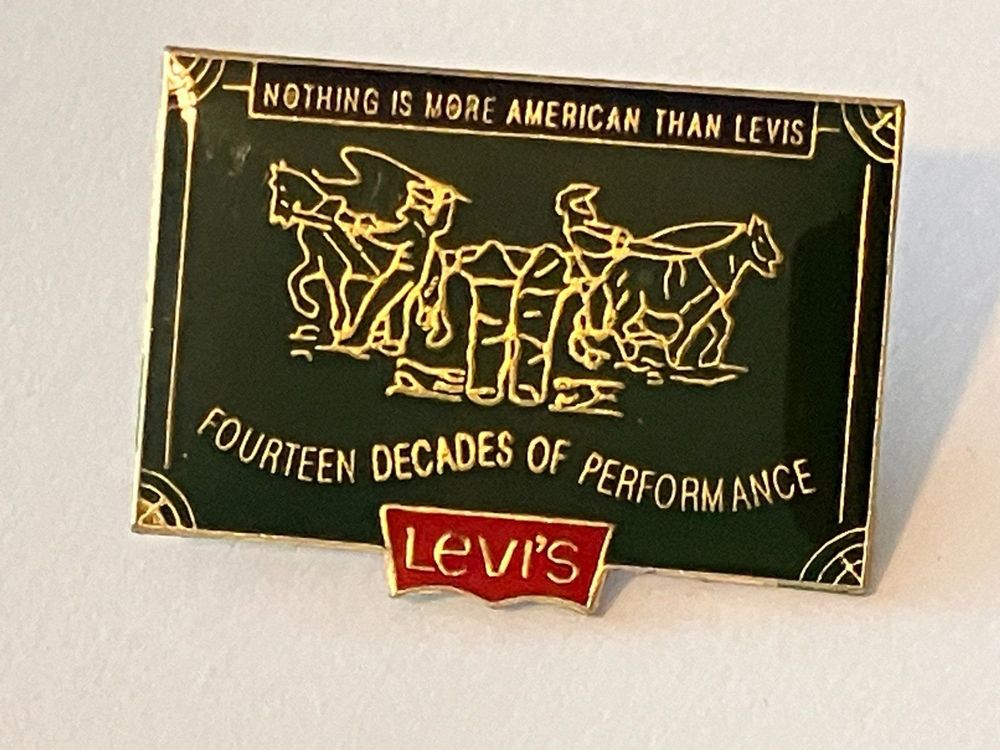 NOTHING IS MORE AMERICAN THAN LEVIS
FOURTEEN DECADES OF PERFORMANCE
LeVI'S